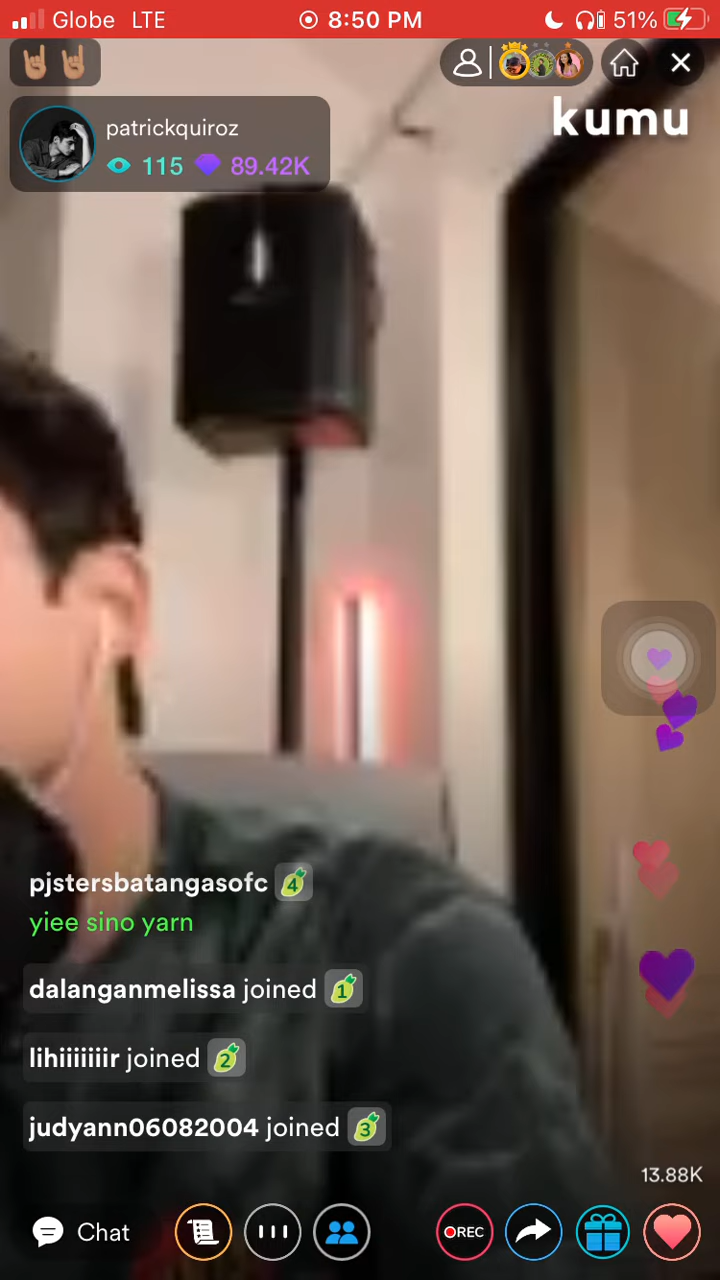 Globe LTE 8:50 PM 51%
kumu
patrickquiroz
115 89.42K
pjstersbatangasofc 4
yiee sino yarn
dalanganmelissa joined 1
lihiiiiiiir joined 2
judyann06082004 joined 3
13.88K
Chat REC